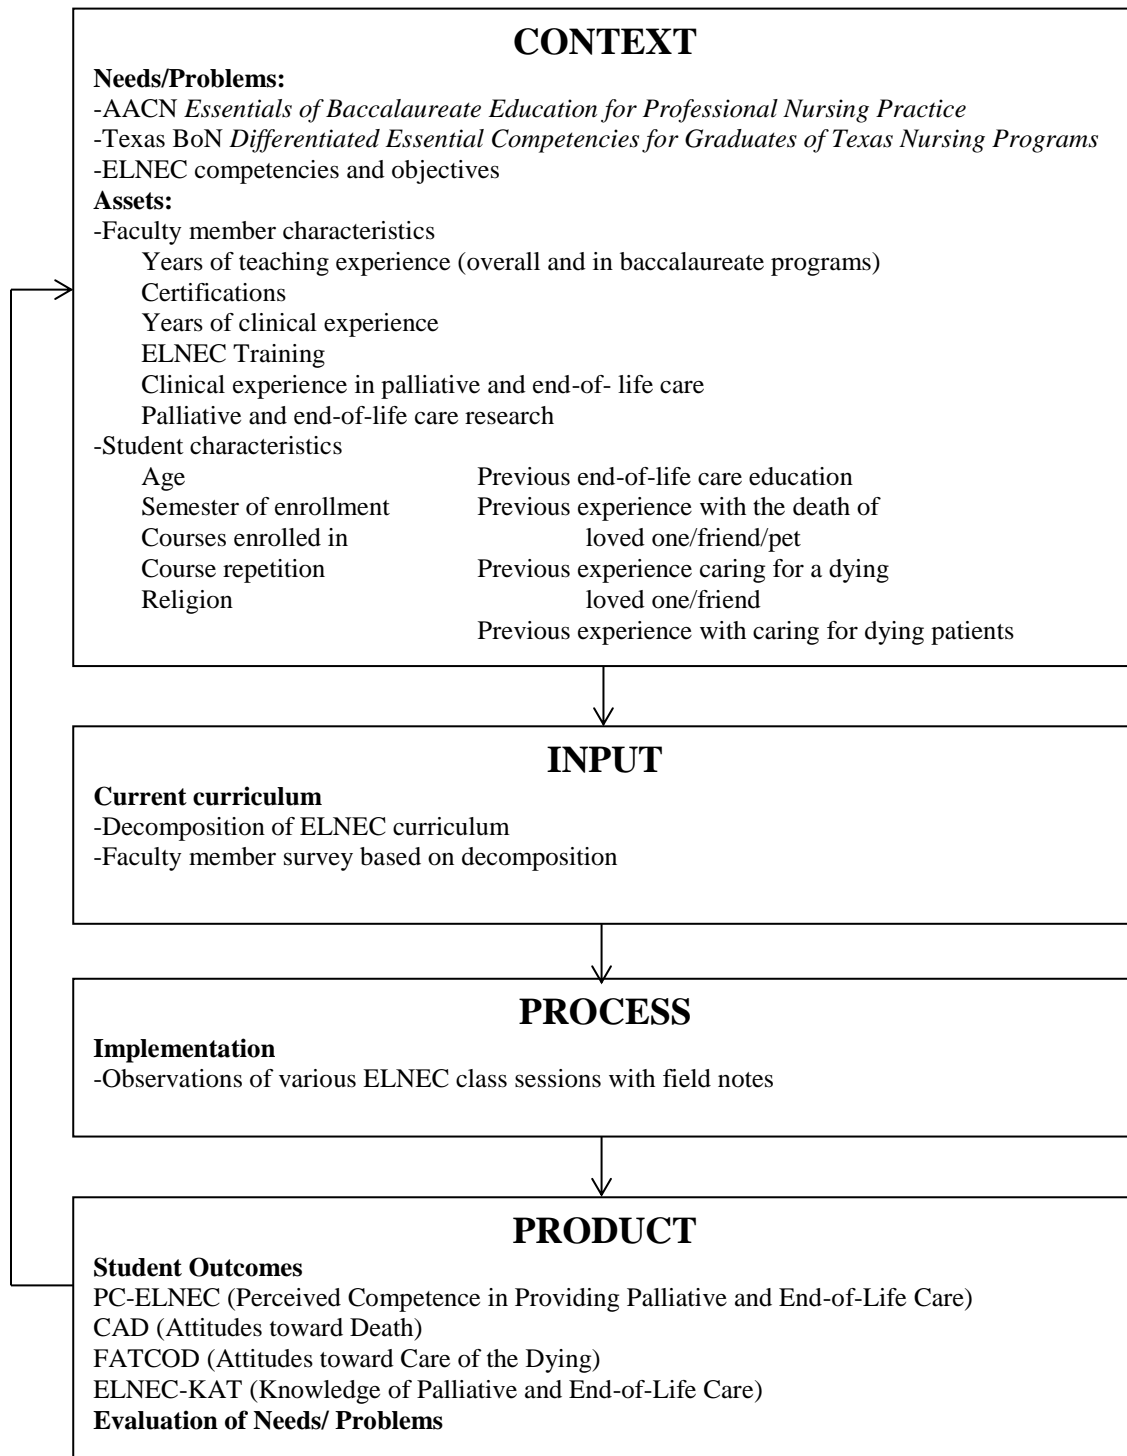 CONTEXT
Needs/Problems:
-AACN Essentials of Baccalaureate Education for Professional Nursing Practice
-Texas BoN Differentiated Essential Competencies for Graduates of Texas Nursing Programs
-ELNEC competencies and objectives
Assets:
-Faculty member characteristics
Years of teaching experience (overall and in baccalaureate programs)
Certifications
Years of clinical experience
ELNEC Training
Clinical experience in palliative and end-of- life care
Palliative and end-of-life care research
-Student characteristics
Age Previous end-of-life care education
Semester of enrollment Previous experience with the death of
Courses enrolled in loved one/friend/pet
Course repetition Previous experience caring for a dying
Religion loved one/friend
Previous experience with caring for dying patients
INPUT
Current curriculum
-Decomposition of ELNEC curriculum
-Faculty member survey based on decomposition
PROCESS
Implementation
-Observations of various ELNEC class sessions with field notes
PRODUCT
Student Outcomes
PC-ELNEC (Perceived Competence in Providing Palliative and End-of-Life Care)
CAD (Attitudes toward Death)
FATCOD (Attitudes toward Care of the Dying)
ELNEC-KAT (Knowledge of Palliative and End-of-Life Care)
Evaluation of Needs/ Problems